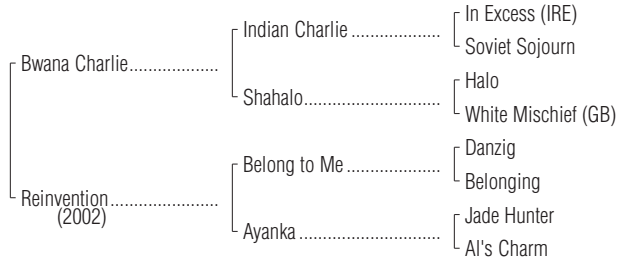 In Excess (IRE)
Indian Charlie ....................
Soviet Sojourn
Bwana Charlie....................
Halo
Shahalo...............................
White Mischief (GB)
Danzig
Belong to Me .....................
Belonging
Reinvention.........................
(2002)
Jade Hunter
Ayanka................................
Al's Charm